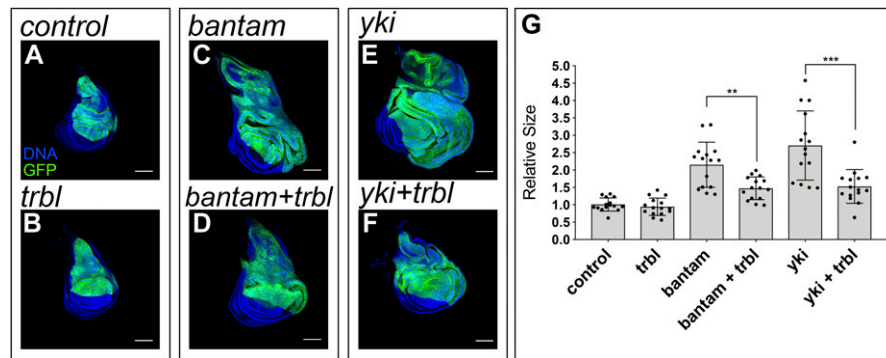 control
A
DNA
GFP
trbl
B
bantam
C
bantam+trbl
D
yki
E
yki+trbl
F
G
Relative Size
5.0
4.5
4.0
3.5
3.0
2.5
2.0
1.5
1.0
0.5
0.0
**
***
control
trbl
bantam
bantam + trbl
yki
yki + trbl